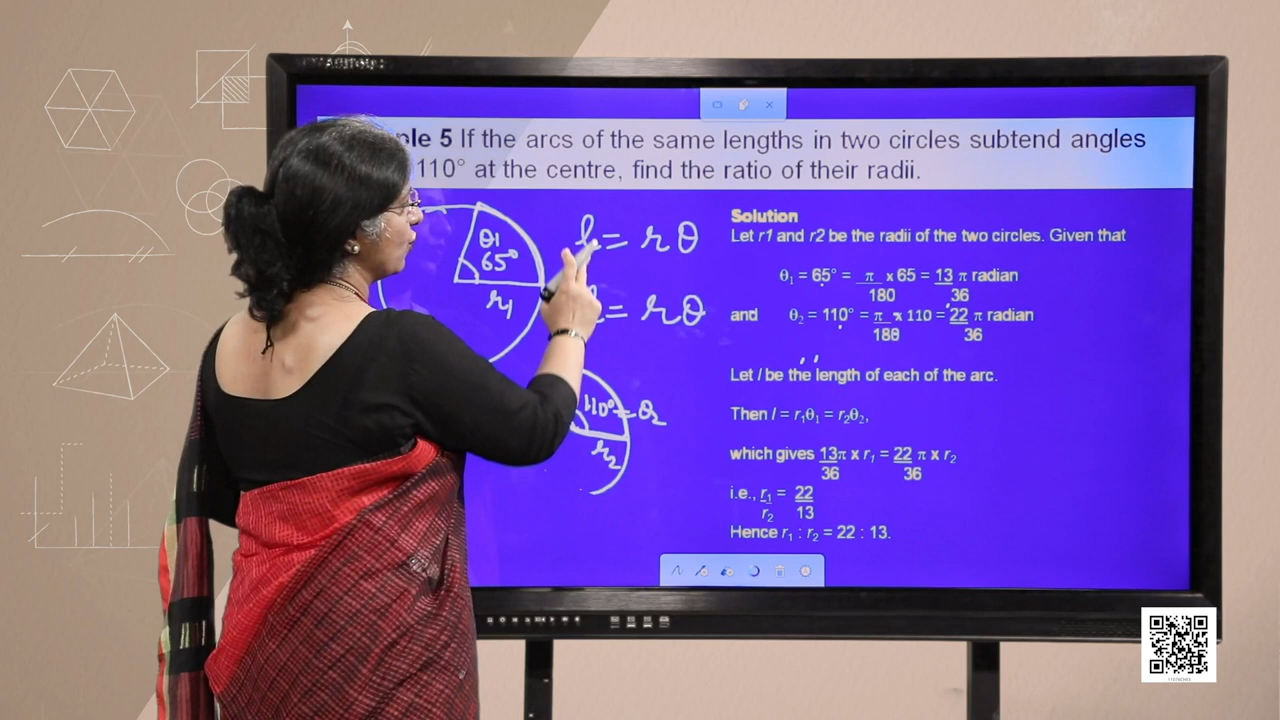 ple 5 If the arcs of the same lengths in two circles subtend angles
110° at the centre, find the ratio of their radii.
θ1
65°
r1
l = rθ
= rθ
110° = θ2
r2
Solution
Let r1 and r2 be the radii of the two circles. Given that
θ₁ = 65° = π/180 x 65 = 13/36 π radian
and θ₂ = 110° = π/188 x 110 = 22/36 π radian
Let l be the length of each of the arc.
Then l = r₁θ₁ = r₂θ₂,
which gives 13/36 π x r₁ = 22/36 π x r₂
i.e., r₁/r₂ = 22/13
Hence r₁ : r₂ = 22 : 13.